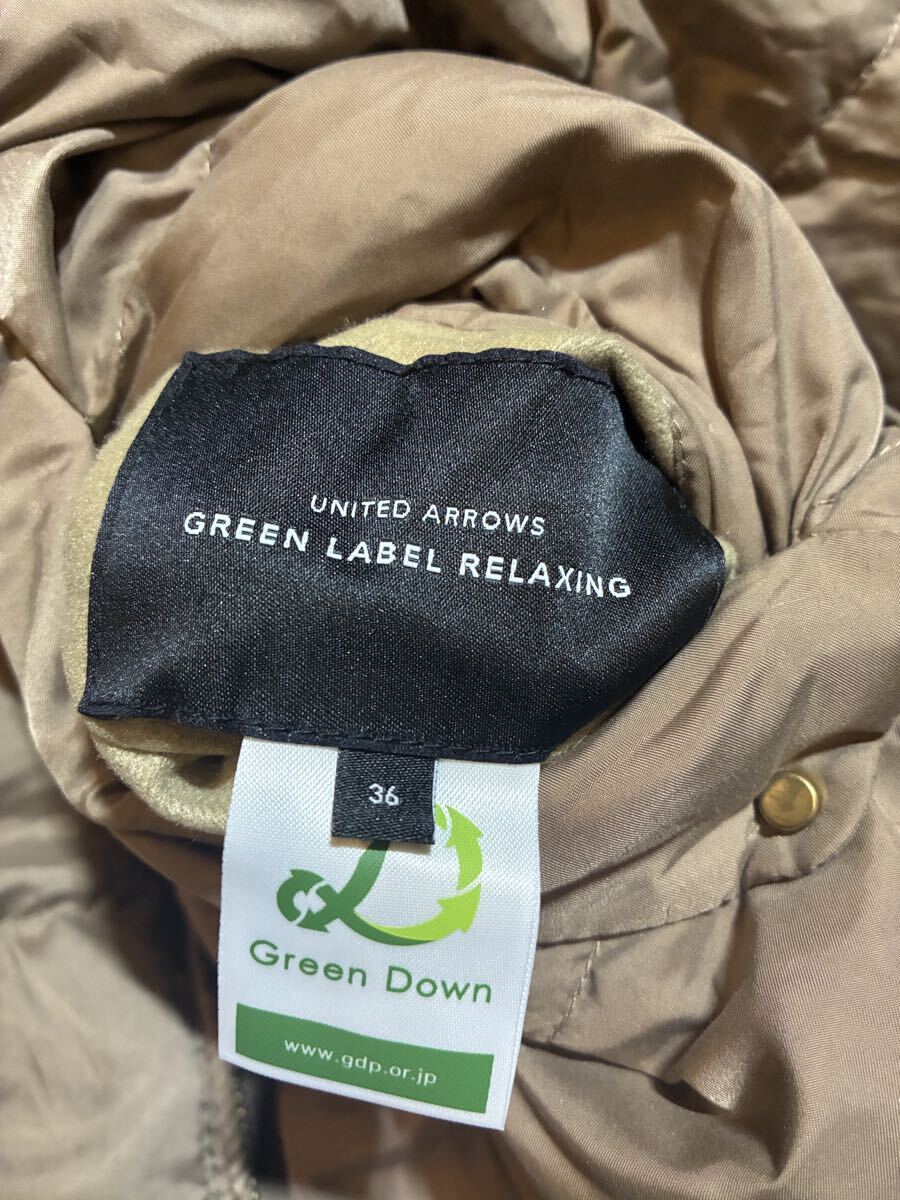 UNITED ARROWS
GREEN LABEL RELAXING
36
Green Down
www.gdp.or.jp